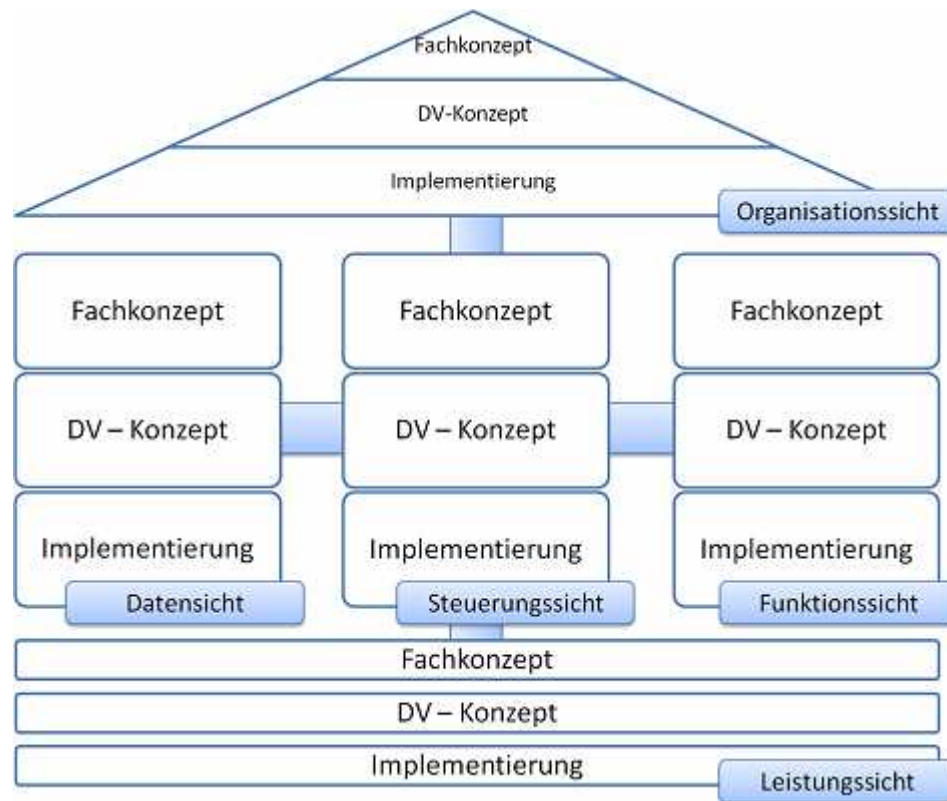 Fachkonzept
DV-Konzept
Implementierung
Organisationssicht
Fachkonzept
Fachkonzept
Fachkonzept
DV – Konzept
DV – Konzept
DV – Konzept
Implementierung
Implementierung
Implementierung
Datensicht
Steuerungssicht
Funktionssicht
Fachkonzept
DV – Konzept
Implementierung
Leistungssicht